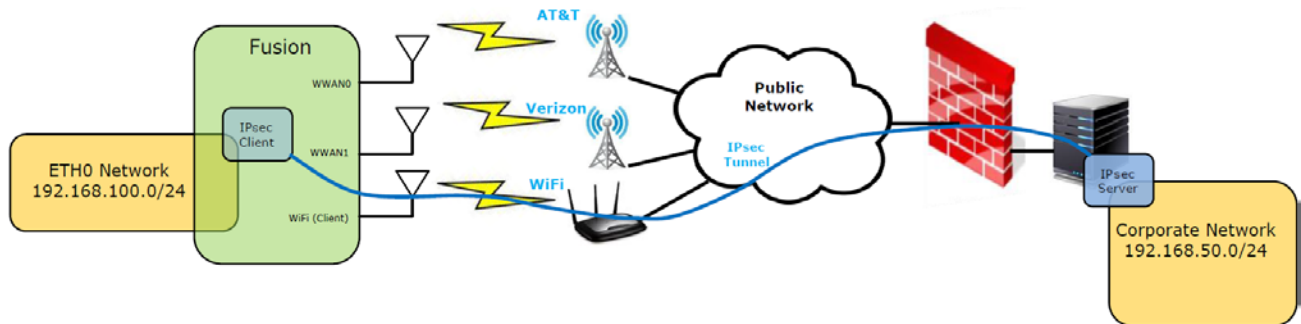 Fusion
WWAN0
IPsec
Client
WWAN1
ETH0 Network
192.168.100.0/24
WiFi (Client)
AT&T
Verizon
WiFi
Public
Network
IPsec
Tunnel
IPsec
Server
Corporate Network
192.168.50.0/24